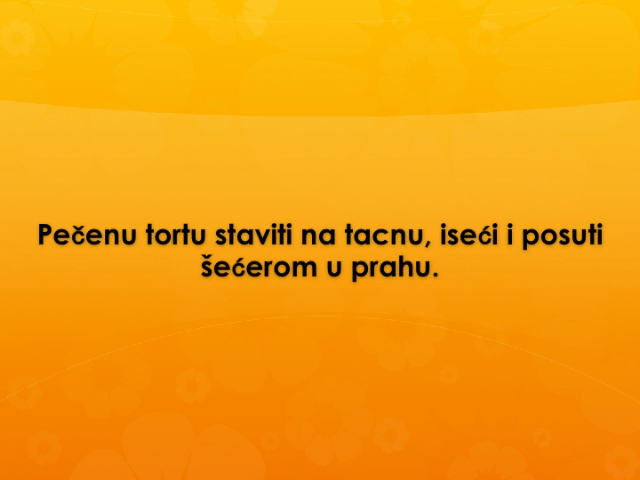 Pečenu tortu staviti na tacnu, iseći i posuti
šećerom u prahu.